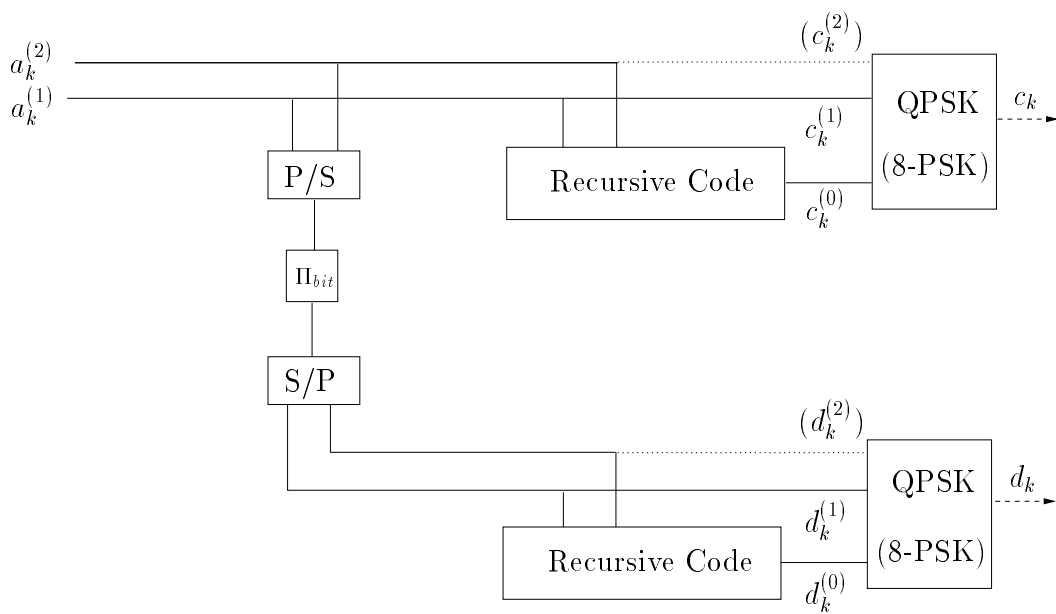 (c_k^{(2)})
a_k^{(2)}
a_k^{(1)}
QPSK
(8-PSK)
c_k
c_k^{(1)}
P/S
Recursive Code
c_k^{(0)}
Π_{bit}
S/P
(d_k^{(2)})
QPSK
(8-PSK)
d_k
d_k^{(1)}
Recursive Code
d_k^{(0)}